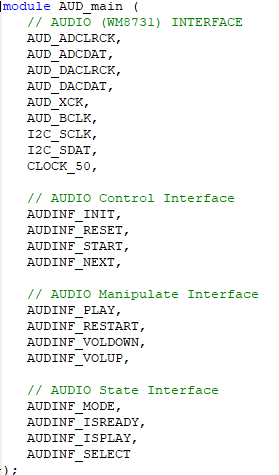 module AUD_main (
// AUDIO (WM8731) INTERFACE
AUD_ADCLRCK,
AUD_ADCDAT,
AUD_DACLRCK,
AUD_DACDAT,
AUD_XCK,
AUD_BCLK,
I2C_SCLK,
I2C_SDAT,
CLOCK_50,
// AUDIO Control Interface
AUDINF_INIT,
AUDINF_RESET,
AUDINF_START,
AUDINF_NEXT,
// AUDIO Manipulate Interface
AUDINF_PLAY,
AUDINF_RESTART,
AUDINF_VOLDOWN,
AUDINF_VOLUP,
// AUDIO State Interface
AUDINF_MODE,
AUDINF_ISREADY,
AUDINF_ISPLAY,
AUDINF_SELECT
);